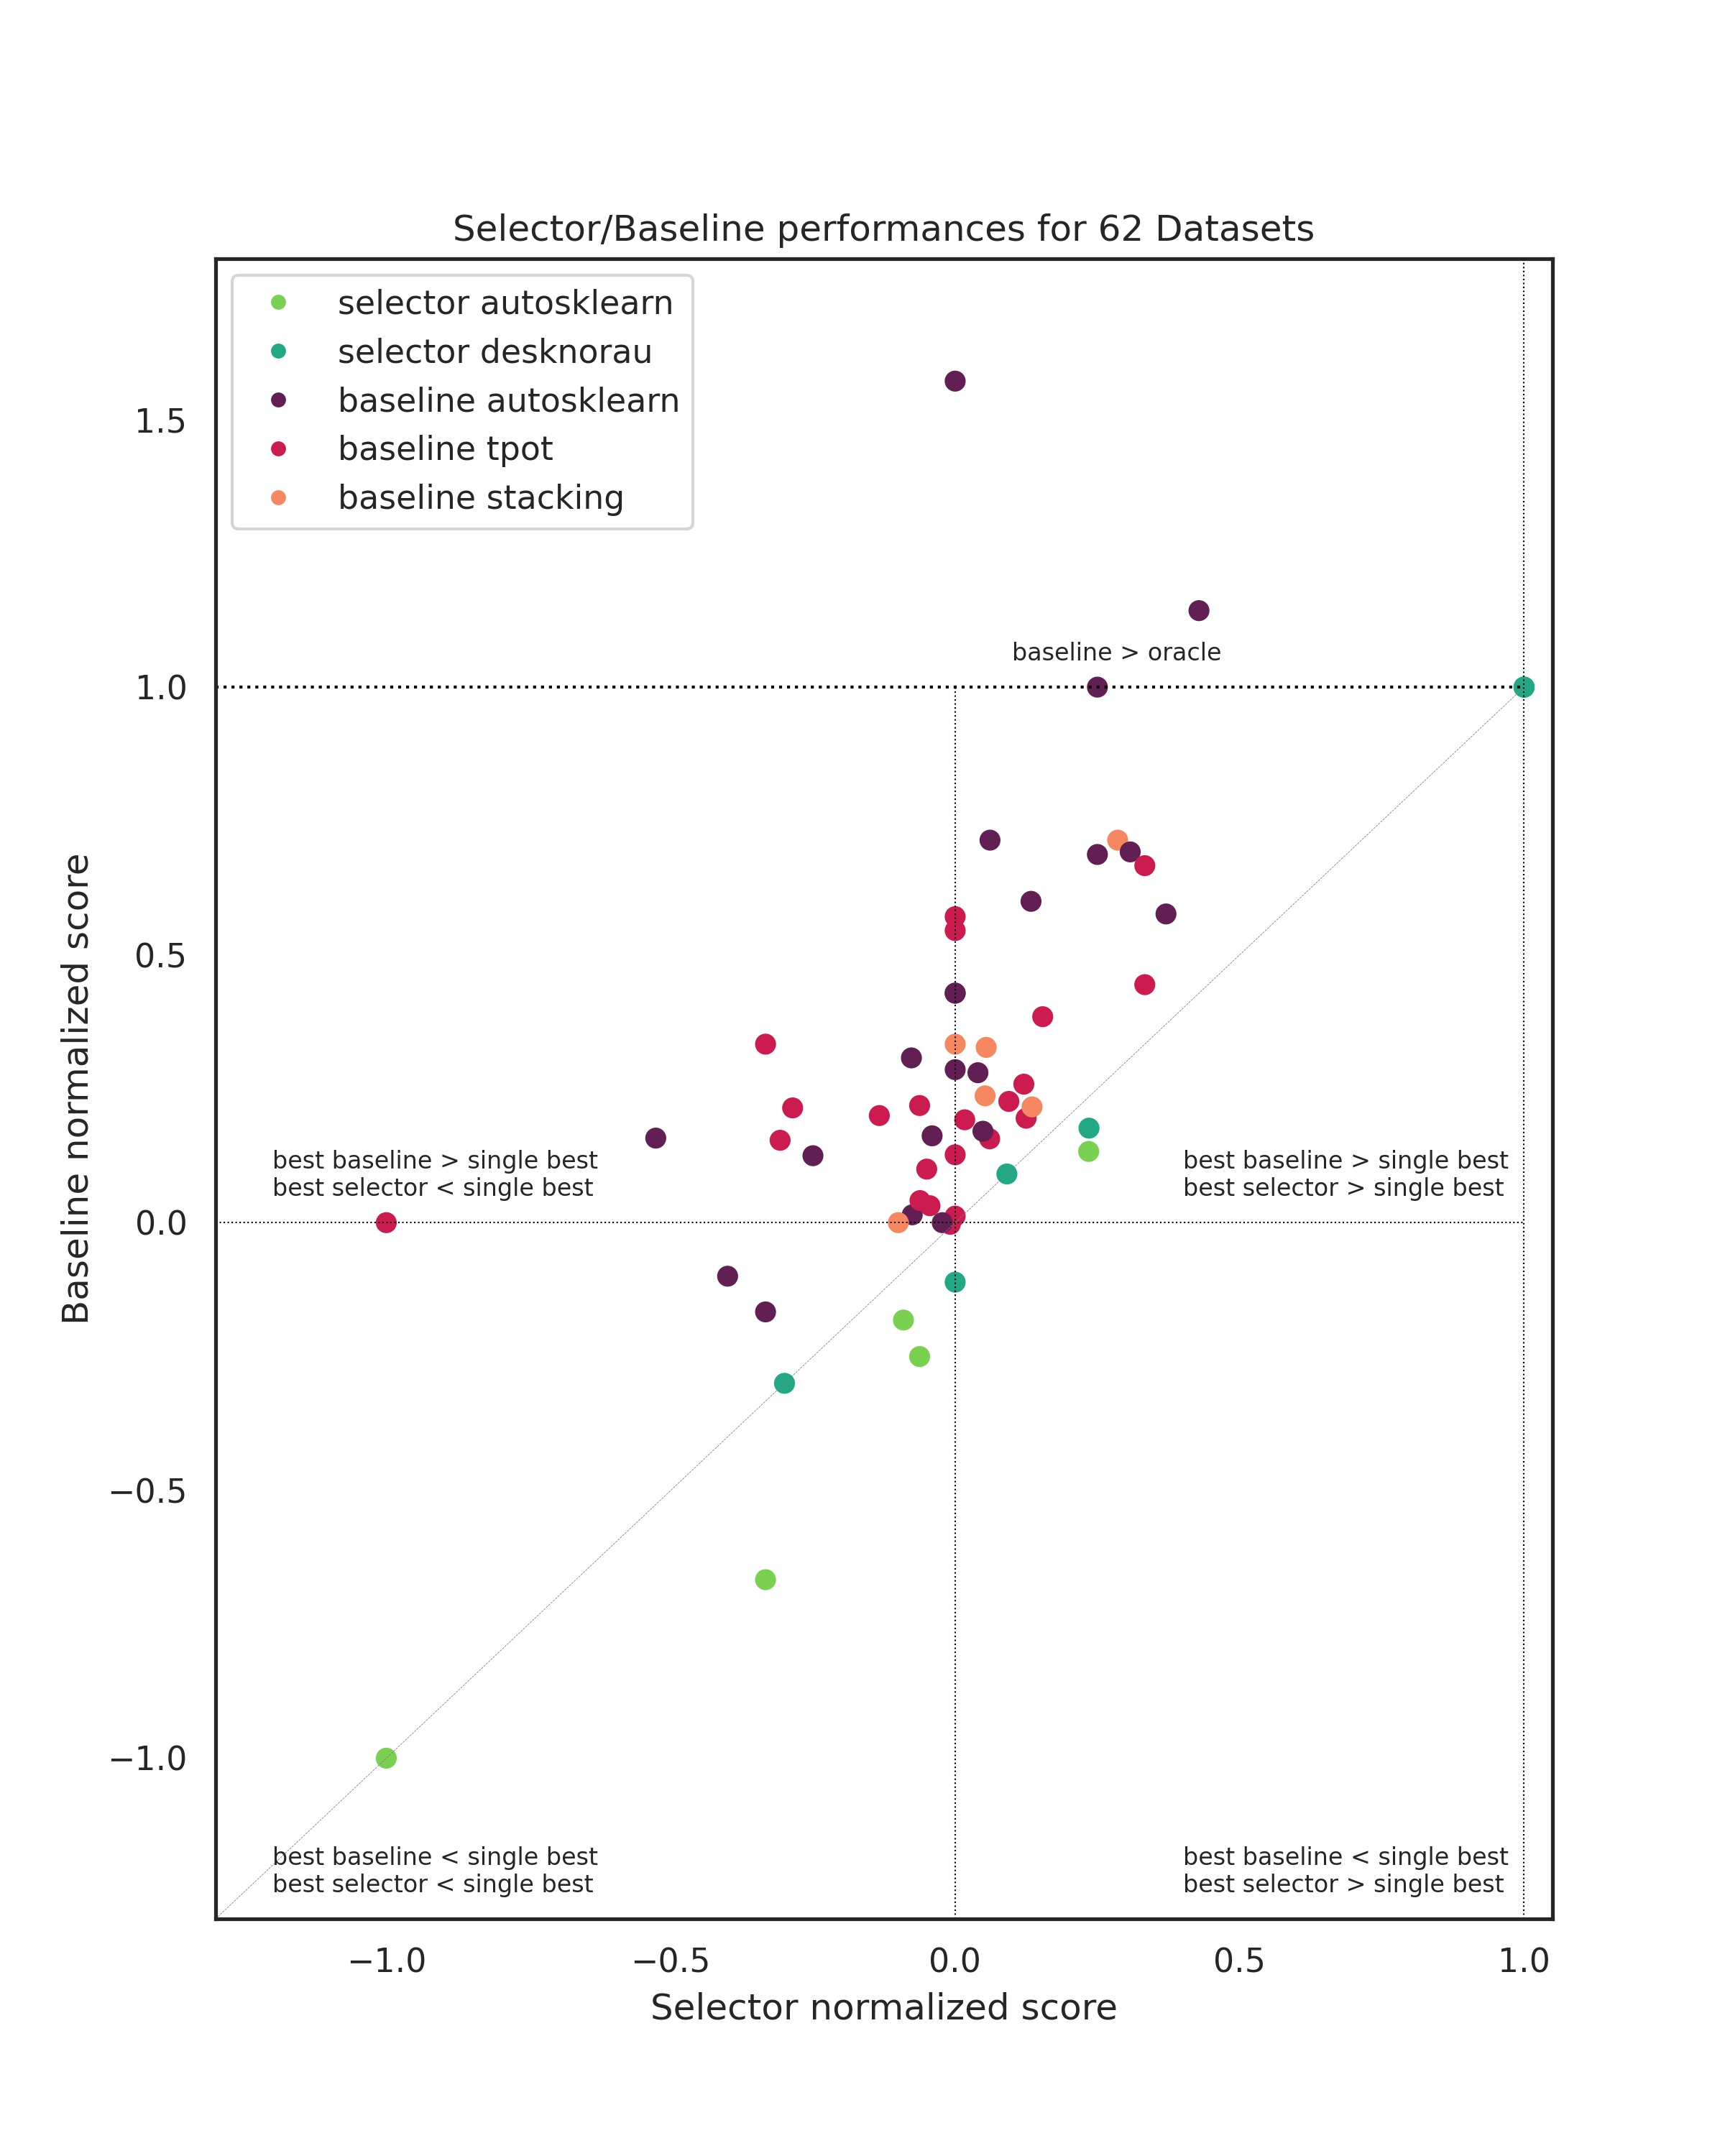 Selector/Baseline performances for 62 Datasets
selector autosklearn
selector desknorau
baseline autosklearn
baseline tpot
baseline stacking
1.5
baseline > oracle
1.0
0.5
best baseline > single best
best selector < single best
best baseline > single best
best selector > single best
0.0
−0.5
−1.0
best baseline < single best
best selector < single best
best baseline < single best
best selector > single best
Baseline normalized score
−1.0
−0.5
0.0
0.5
1.0
Selector normalized score